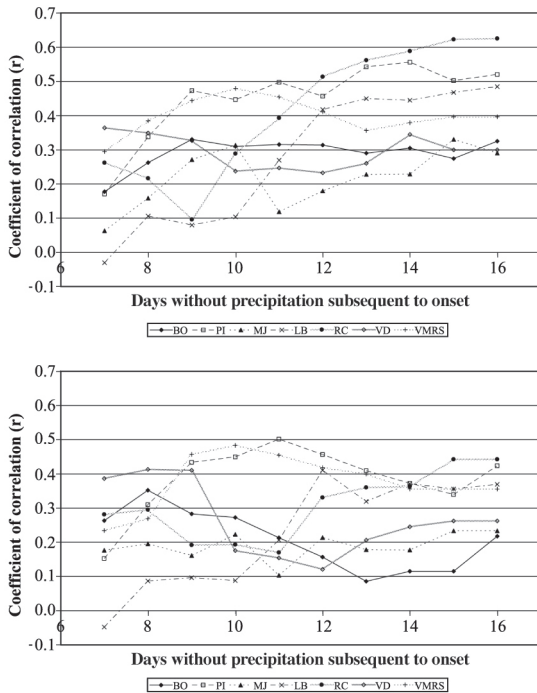 0.7
0.6
0.5
0.4
0.3
0.2
0.1
0.0
-0.1
Coefficient of correlation (r)
6 8 10 12 14 16
Days without precipitation subsequent to onset
BO PI MJ LB RC VD VMRS
0.7
0.6
0.5
0.4
0.3
0.2
0.1
0.0
-0.1
Coefficient of correlation (r)
6 8 10 12 14 16
Days without precipitation subsequent to onset
BO PI MJ LB RC VD VMRS